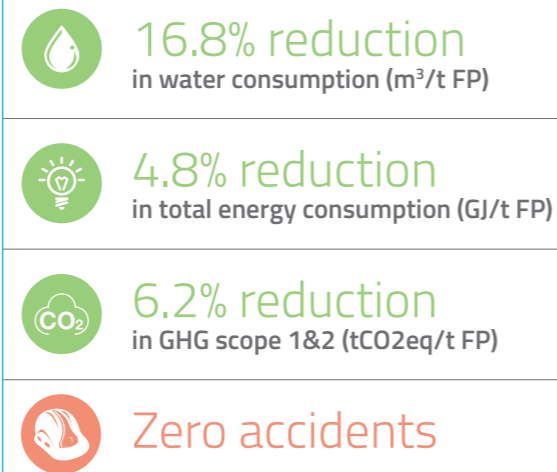 16.8% reduction
in water consumption (m³/t FP)
4.8% reduction
in total energy consumption (GJ/t FP)
CO₂
6.2% reduction
in GHG scope 1&2 (tCO2eq/t FP)
Zero accidents